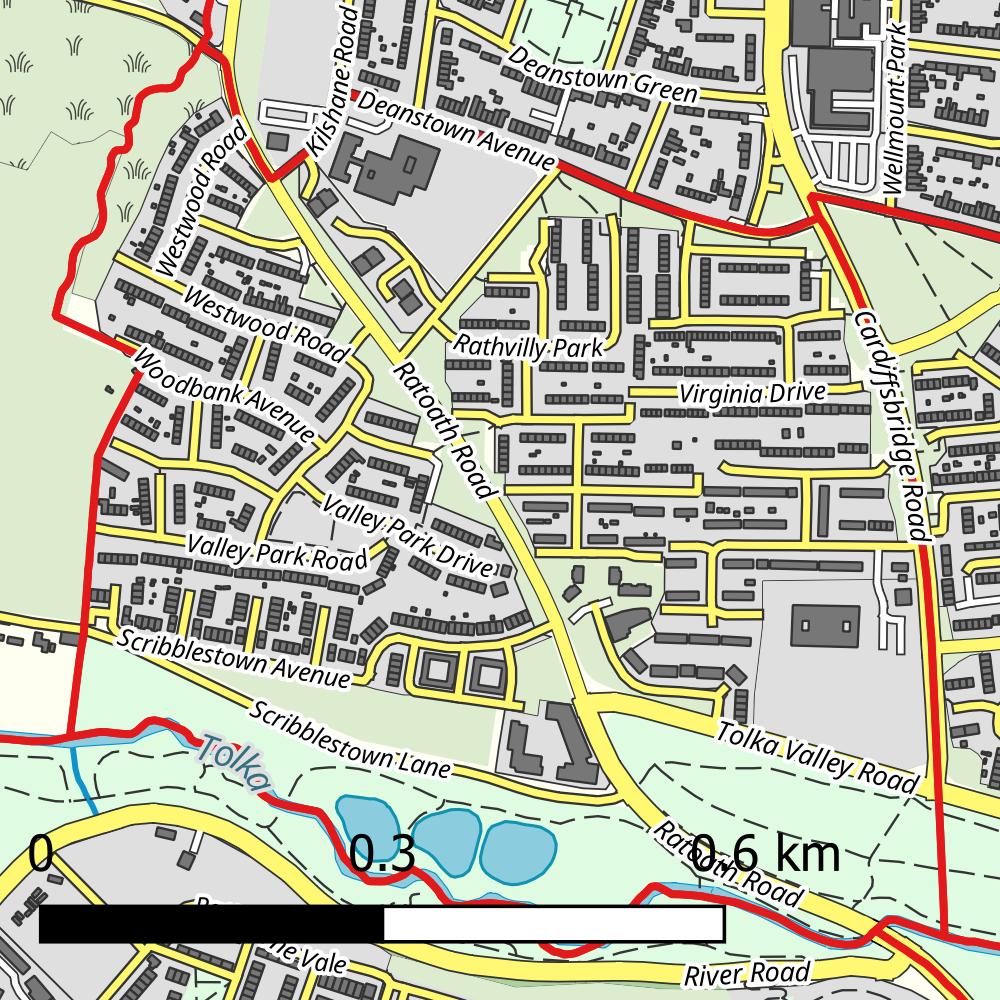 Kilshane Road
Deanstown Green
Wellmount Park
Deanstown Avenue
Westwood Road
Westwood Road
Rathvilly Park
Cardiffsbridge Road
Woodbank Avenue
Ratoath Road
Virginia Drive
Valley Park Drive
Valley Park Road
Scribblestown Avenue
Scribblestown Lane
Tolka
Tolka Valley Road
Ratoath Road
0 0.3 0.6 km
Vale
River Road